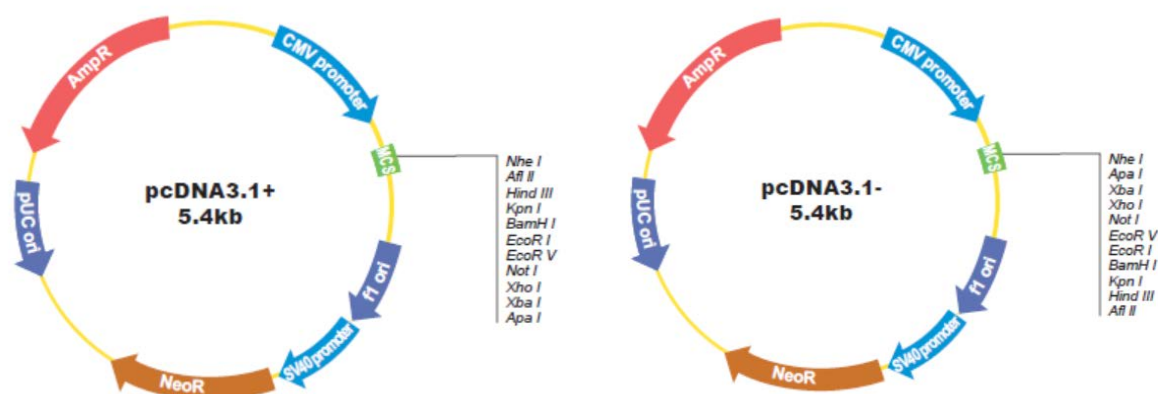 AmpR
CMV promoter
MCS
pcDNA3.1+
5.4kb
pUC ori
f1 ori
SV40 promoter
NeoR
Nhe I
Afl II
Hind III
Kpn I
BamH I
EcoR I
EcoR V
Not I
Xho I
Xba I
Apa I
AmpR
CMV promoter
MCS
pcDNA3.1-
5.4kb
pUC ori
f1 ori
SV40 promoter
NeoR
Nhe I
Apa I
Xba I
Xho I
Not I
EcoR V
EcoR I
BamH I
Kpn I
Hind III
Afl II